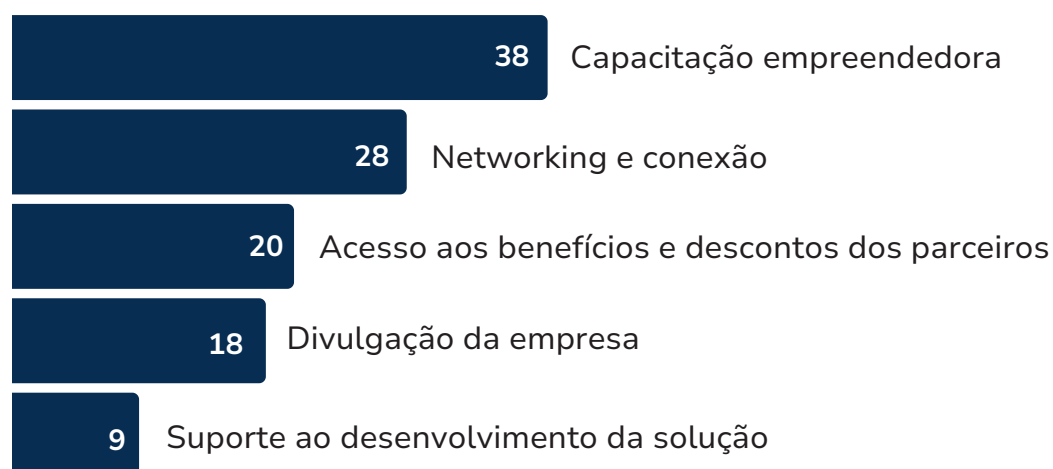 38 Capacitação empreendedora
28 Networking e conexão
20 Acesso aos benefícios e descontos dos parceiros
18 Divulgação da empresa
9 Suporte ao desenvolvimento da solução